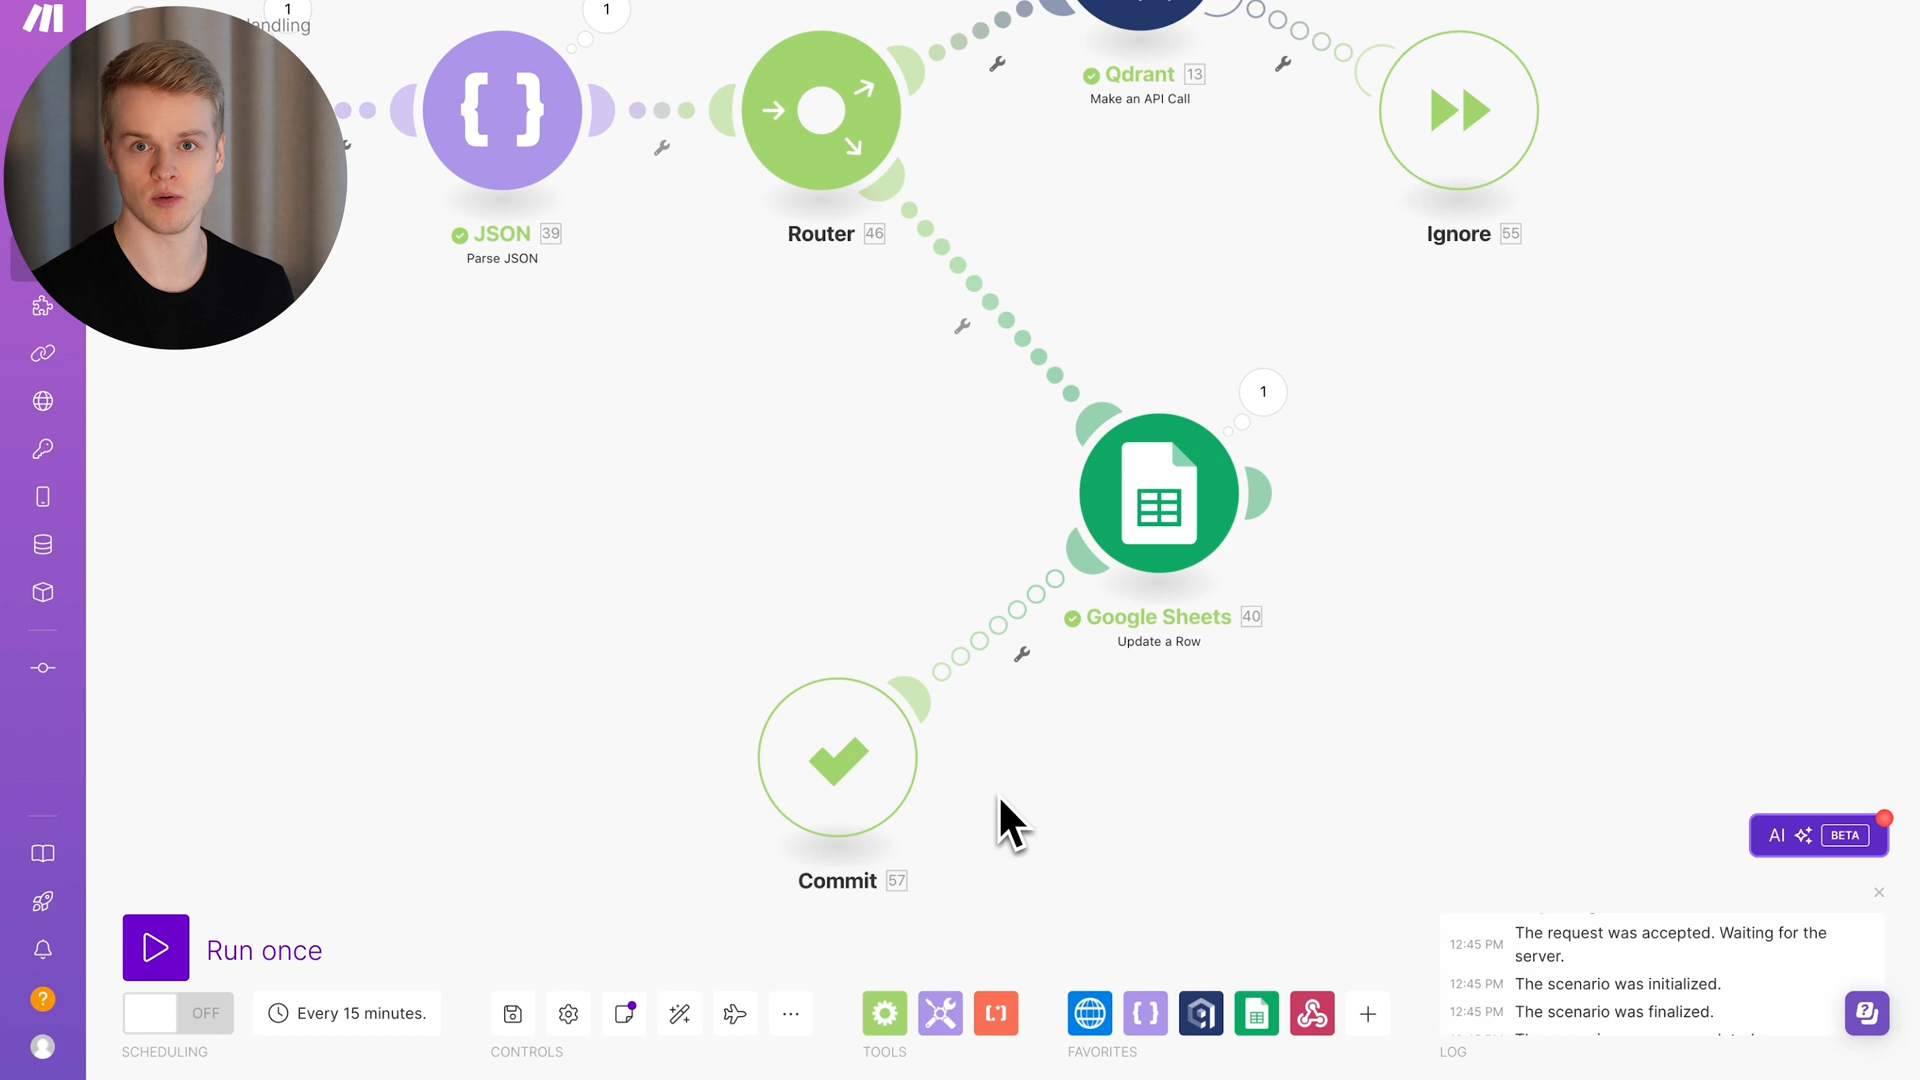 1
andling
1
Qdrant 13
Make an API Call
JSON 39
Parse JSON
Router 46
Ignore 55
1
Google Sheets 40
Update a Row
Commit 57
AI BETA
Run once
12:45 PM The request was accepted. Waiting for the
server.
12:45 PM The scenario was initialized.
12:45 PM The scenario was finalized.
OFF
Every 15 minutes.
SCHEDULING
CONTROLS
TOOLS
FAVORITES
LOG